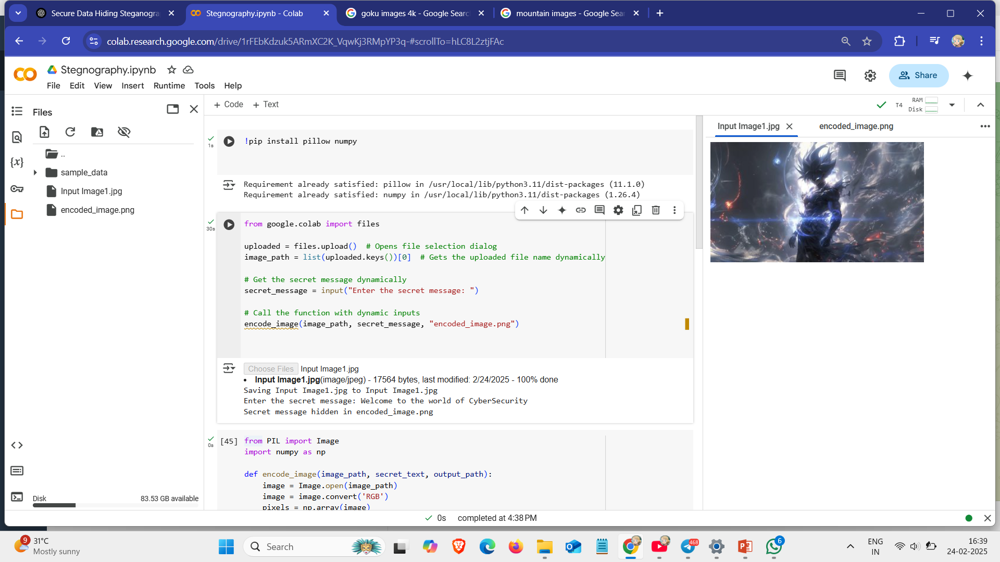 Secure Data Hiding Steganogra
Stegnography.ipynb - Colab
goku images 4k - Google Searc
mountain images - Google Sea
colab.research.google.com/drive/1rFEbKdzuk5ARmXC2K_VqwKj3RMpYP3q-#scrollTo=hLC8L2ztjFAc
Stegnography.ipynb
File Edit View Insert Runtime Tools Help
Share
Files
+ Code + Text
T4
RAM
Disk
..
sample_data
Input Image1.jpg
encoded_image.png
Disk
83.53 GB available
1s
!pip install pillow numpy
Requirement already satisfied: pillow in /usr/local/lib/python3.11/dist-packages (11.1.0)
Requirement already satisfied: numpy in /usr/local/lib/python3.11/dist-packages (1.26.4)
30s
from google.colab import files
uploaded = files.upload()  # Opens file selection dialog
image_path = list(uploaded.keys())[0]  # Gets the uploaded file name dynamically
# Get the secret message dynamically
secret_message = input("Enter the secret message: ")
# Call the function with dynamic inputs
encode_image(image_path, secret_message, "encoded_image.png")
Choose Files Input Image1.jpg
• Input Image1.jpg(image/jpeg) - 17564 bytes, last modified: 2/24/2025 - 100% done
Saving Input Image1.jpg to Input Image1.jpg
Enter the secret message: Welcome to the world of CyberSecurity
Secret message hidden in encoded_image.png
0s
[45] from PIL import Image
import numpy as np
def encode_image(image_path, secret_text, output_path):
image = Image.open(image_path)
image = image.convert('RGB')
pixels = np.array(image)
Input Image1.jpg
encoded_image.png
0s completed at 4:38 PM
9
31°C
Mostly sunny
Search
468
6
ENG
IN
16:39
24-02-2025